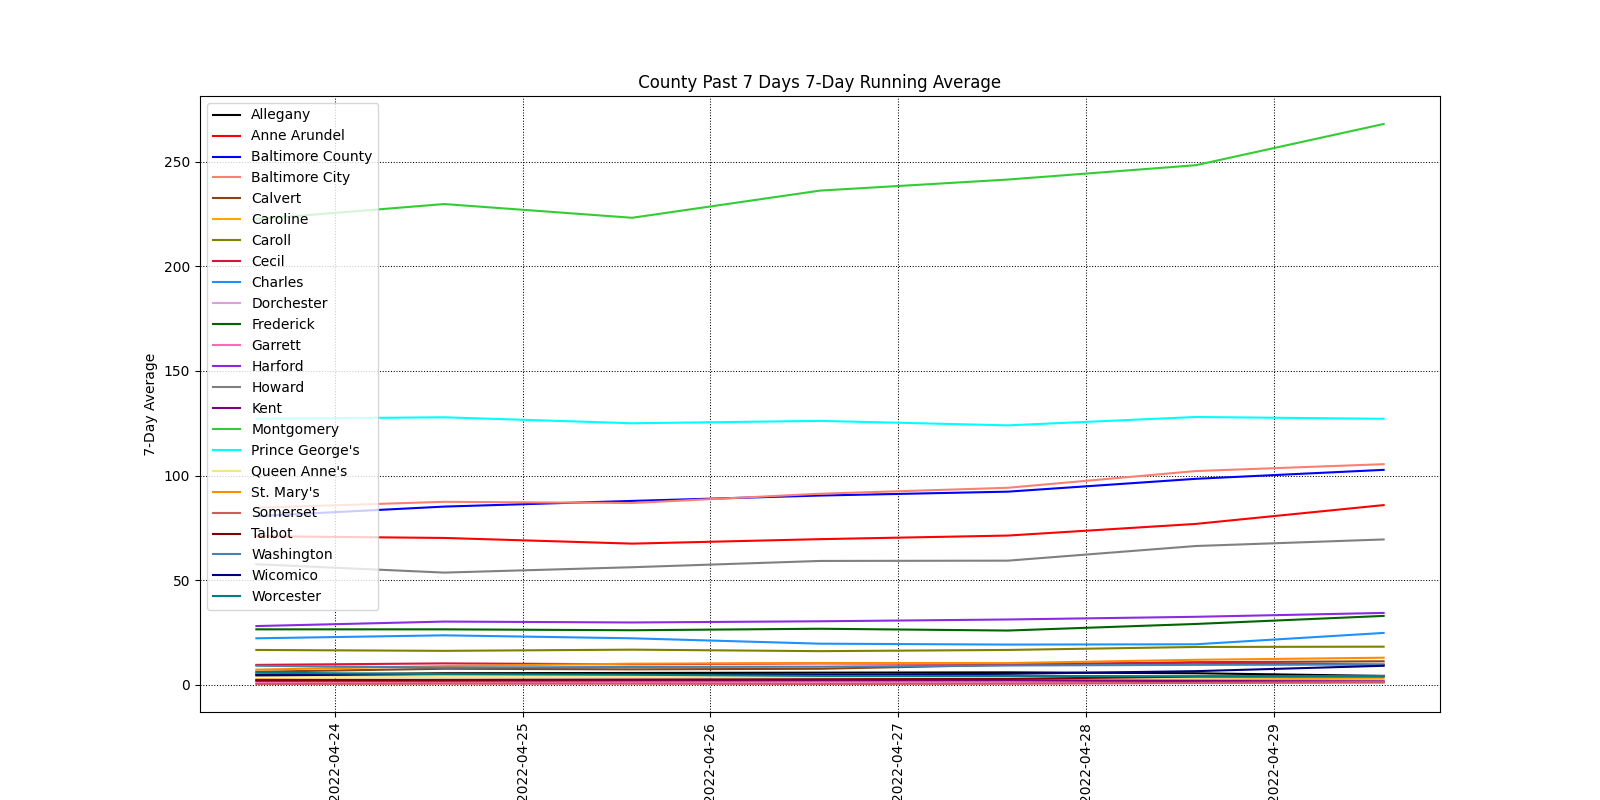 County Past 7 Days 7-Day Running Average
Allegany
Anne Arundel
Baltimore County
Baltimore City
Calvert
Caroline
Caroll
Cecil
Charles
Dorchester
Frederick
Garrett
Harford
Howard
Kent
Montgomery
Prince George's
Queen Anne's
St. Mary's
Somerset
Talbot
Washington
Wicomico
Worcester
7-Day Average
250
200
150
100
50
0
2022-04-24
2022-04-25
2022-04-26
2022-04-27
2022-04-28
2022-04-29